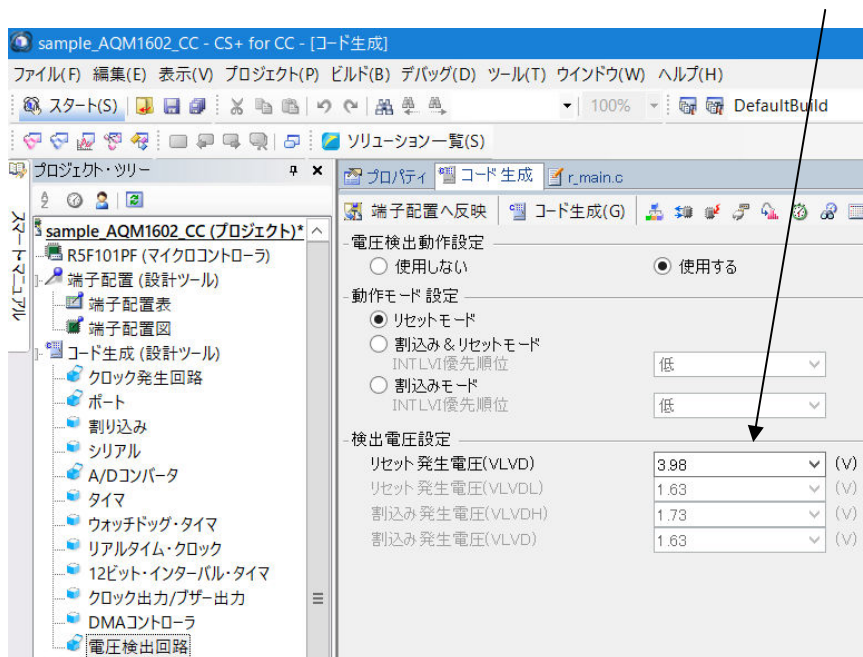 sample_AQM1602_CC - CS+ for CC - [コード生成]
ファイル(F) 編集(E) 表示(V) プロジェクト(P) ビルド(B) デバッグ(D) ツール(T) ウインドウ(W) ヘルプ(H)
スタート(S) 100% DefaultBuild
ソリューション一覧(S)
スマート・マニュアル
プロジェクト・ツリー
sample_AQM1602_CC (プロジェクト)*
R5F101PF (マイクロコントローラ)
端子配置 (設計ツール)
端子配置表
端子配置図
コード生成 (設計ツール)
クロック発生回路
ポート
割り込み
シリアル
A/Dコンバータ
タイマ
ウォッチドッグ・タイマ
リアルタイム・クロック
12ビット・インターバル・タイマ
クロック出力/ブザー出力
DMAコントローラ
電圧検出回路
プロパティ コード生成 r_main.c
端子配置へ反映 コード生成(G)
電圧検出動作設定
使用しない 使用する
動作モード設定
リセットモード
割込み&リセットモード
INTLVI優先順位 低
割込みモード
INTLVI優先順位 低
検出電圧設定
リセット発生電圧(VLVD) 3.98 (V)
リセット発生電圧(VLVDL) 1.63 (V)
割込み発生電圧(VLVDH) 1.73 (V)
割込み発生電圧(VLVD) 1.63 (V)